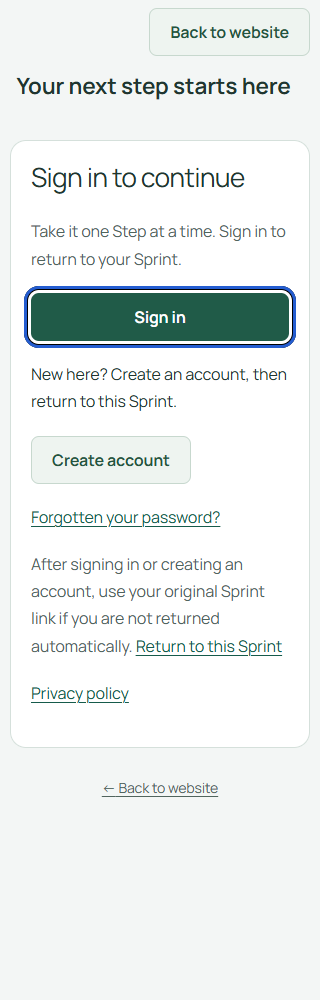 Back to website
Your next step starts here
Sign in to continue
Take it one Step at a time. Sign in to
return to your Sprint.
Sign in
New here? Create an account, then
return to this Sprint.
Create account
Forgotten your password?
After signing in or creating an
account, use your original Sprint
link if you are not returned
automatically. Return to this Sprint
Privacy policy
← Back to website